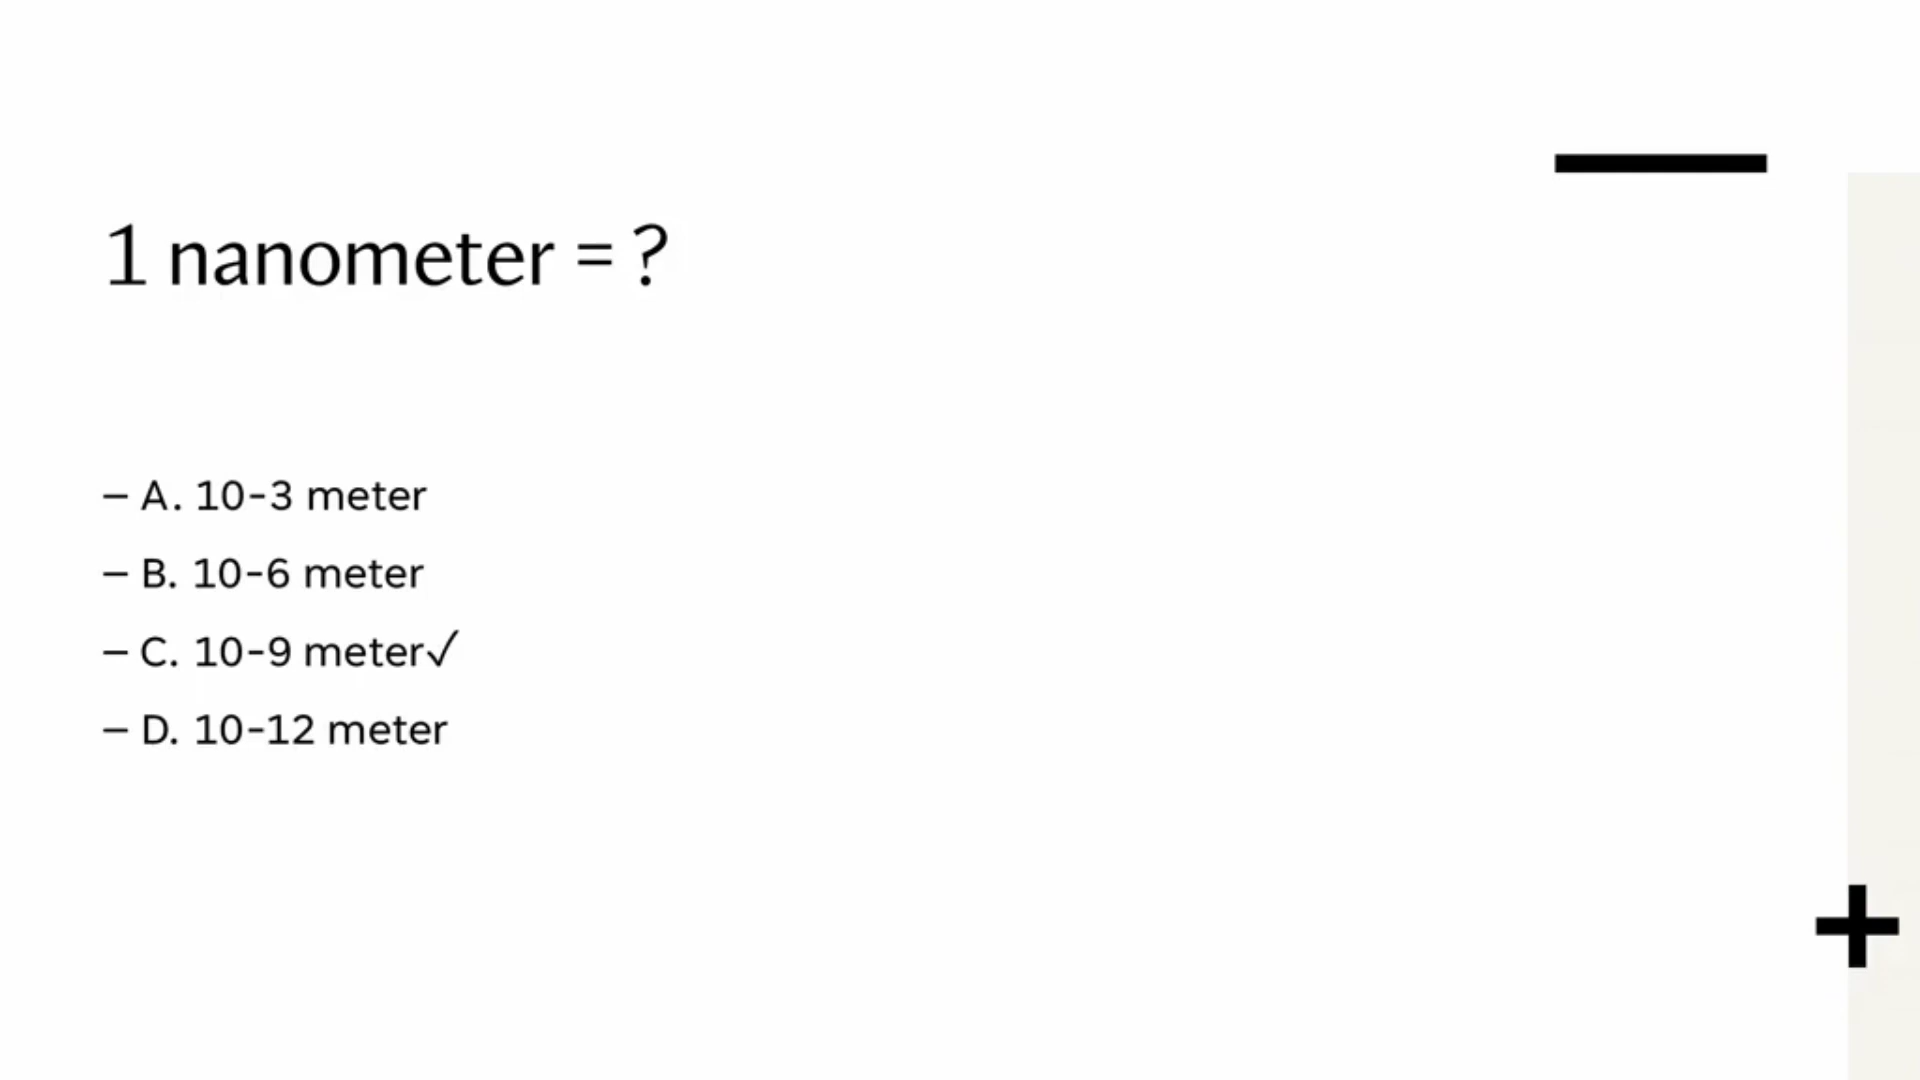 1 nanometer = ?
– A. 10-3 meter
– B. 10-6 meter
– C. 10-9 meter✓
– D. 10-12 meter